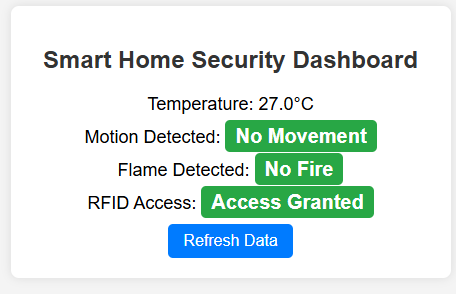 Smart Home Security Dashboard
Temperature: 27.0°C
Motion Detected: No Movement
Flame Detected: No Fire
RFID Access: Access Granted
Refresh Data